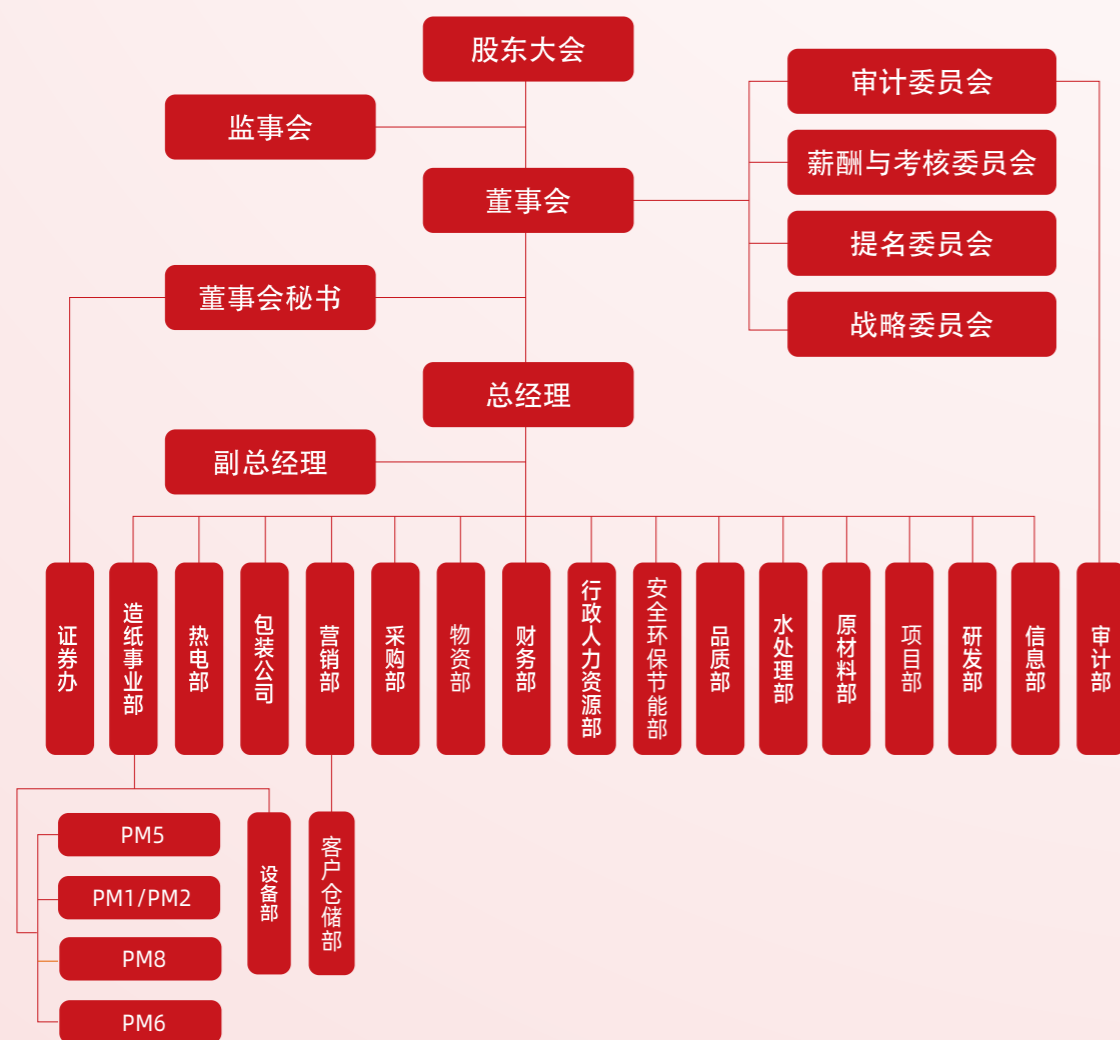 股东大会
监事会
董事会
审计委员会
薪酬与考核委员会
提名委员会
战略委员会
董事会秘书
总经理
副总经理
证券办
造纸事业部
热电部
包装公司
营销部
采购部
物资部
财务部
行政人力资源部
安全环保节能部
品质部
水处理部
原材料部
项目部
研发部
信息部
审计部
PM5
PM1/PM2
PM8
PM6
设备部
客户仓储部